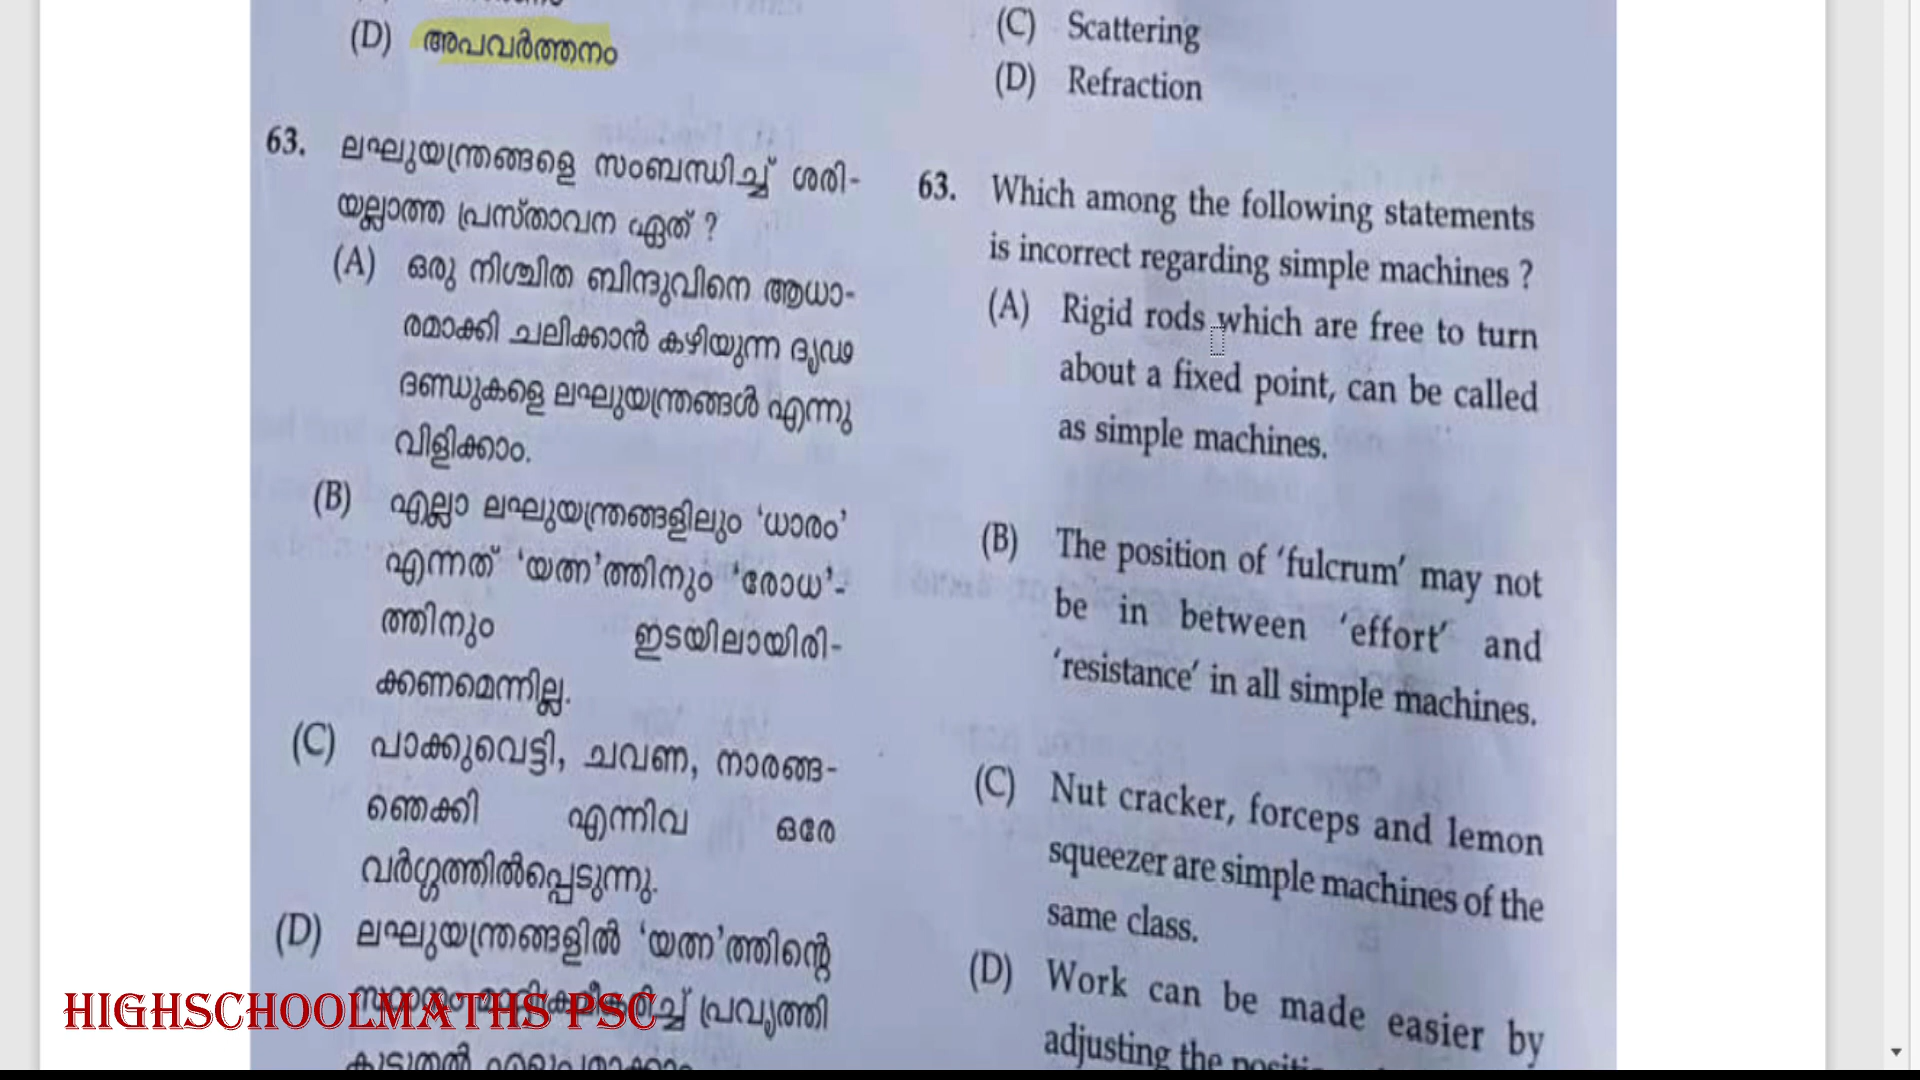 (D) അപവർത്തനം
63. ലഘുയന്ത്രങ്ങളെ സംബന്ധിച്ച് ശരി-
യല്ലാത്ത പ്രസ്താവന ഏത് ?
(A) ഒരു നിശ്ചിത ബിന്ദുവിനെ ആധാ-
രമാക്കി ചലിക്കാൻ കഴിയുന്ന ദൃഢ
ദണ്ഡുകളെ ലഘുയന്ത്രങ്ങൾ എന്നു
വിളിക്കാം.
(B) എല്ലാ ലഘുയന്ത്രങ്ങളിലും ‘ധാരം’
എന്നത് ‘യത്ന’ത്തിനും ‘രോധ’-
ത്തിനും ഇടയിലായിരി-
ക്കണമെന്നില്ല.
(C) പാക്കുവെട്ടി, ചവണ, നാരങ്ങ-
ഞെക്കി എന്നിവ ഒരേ
വർഗ്ഗത്തിൽപ്പെടുന്നു.
(D) ലഘുയന്ത്രങ്ങളിൽ ‘യത്ന’ത്തിന്റെ
പ്രവൃത്തി
(C) Scattering
(D) Refraction
63. Which among the following statements
is incorrect regarding simple machines ?
(A) Rigid rods which are free to turn
about a fixed point, can be called
as simple machines.
(B) The position of ‘fulcrum’ may not
be in between ‘effort’ and
‘resistance’ in all simple machines.
(C) Nut cracker, forceps and lemon
squeezer are simple machines of the
same class.
(D) Work can be made easier by
adjusting the
HIGHSCHOOLMATHS PSC